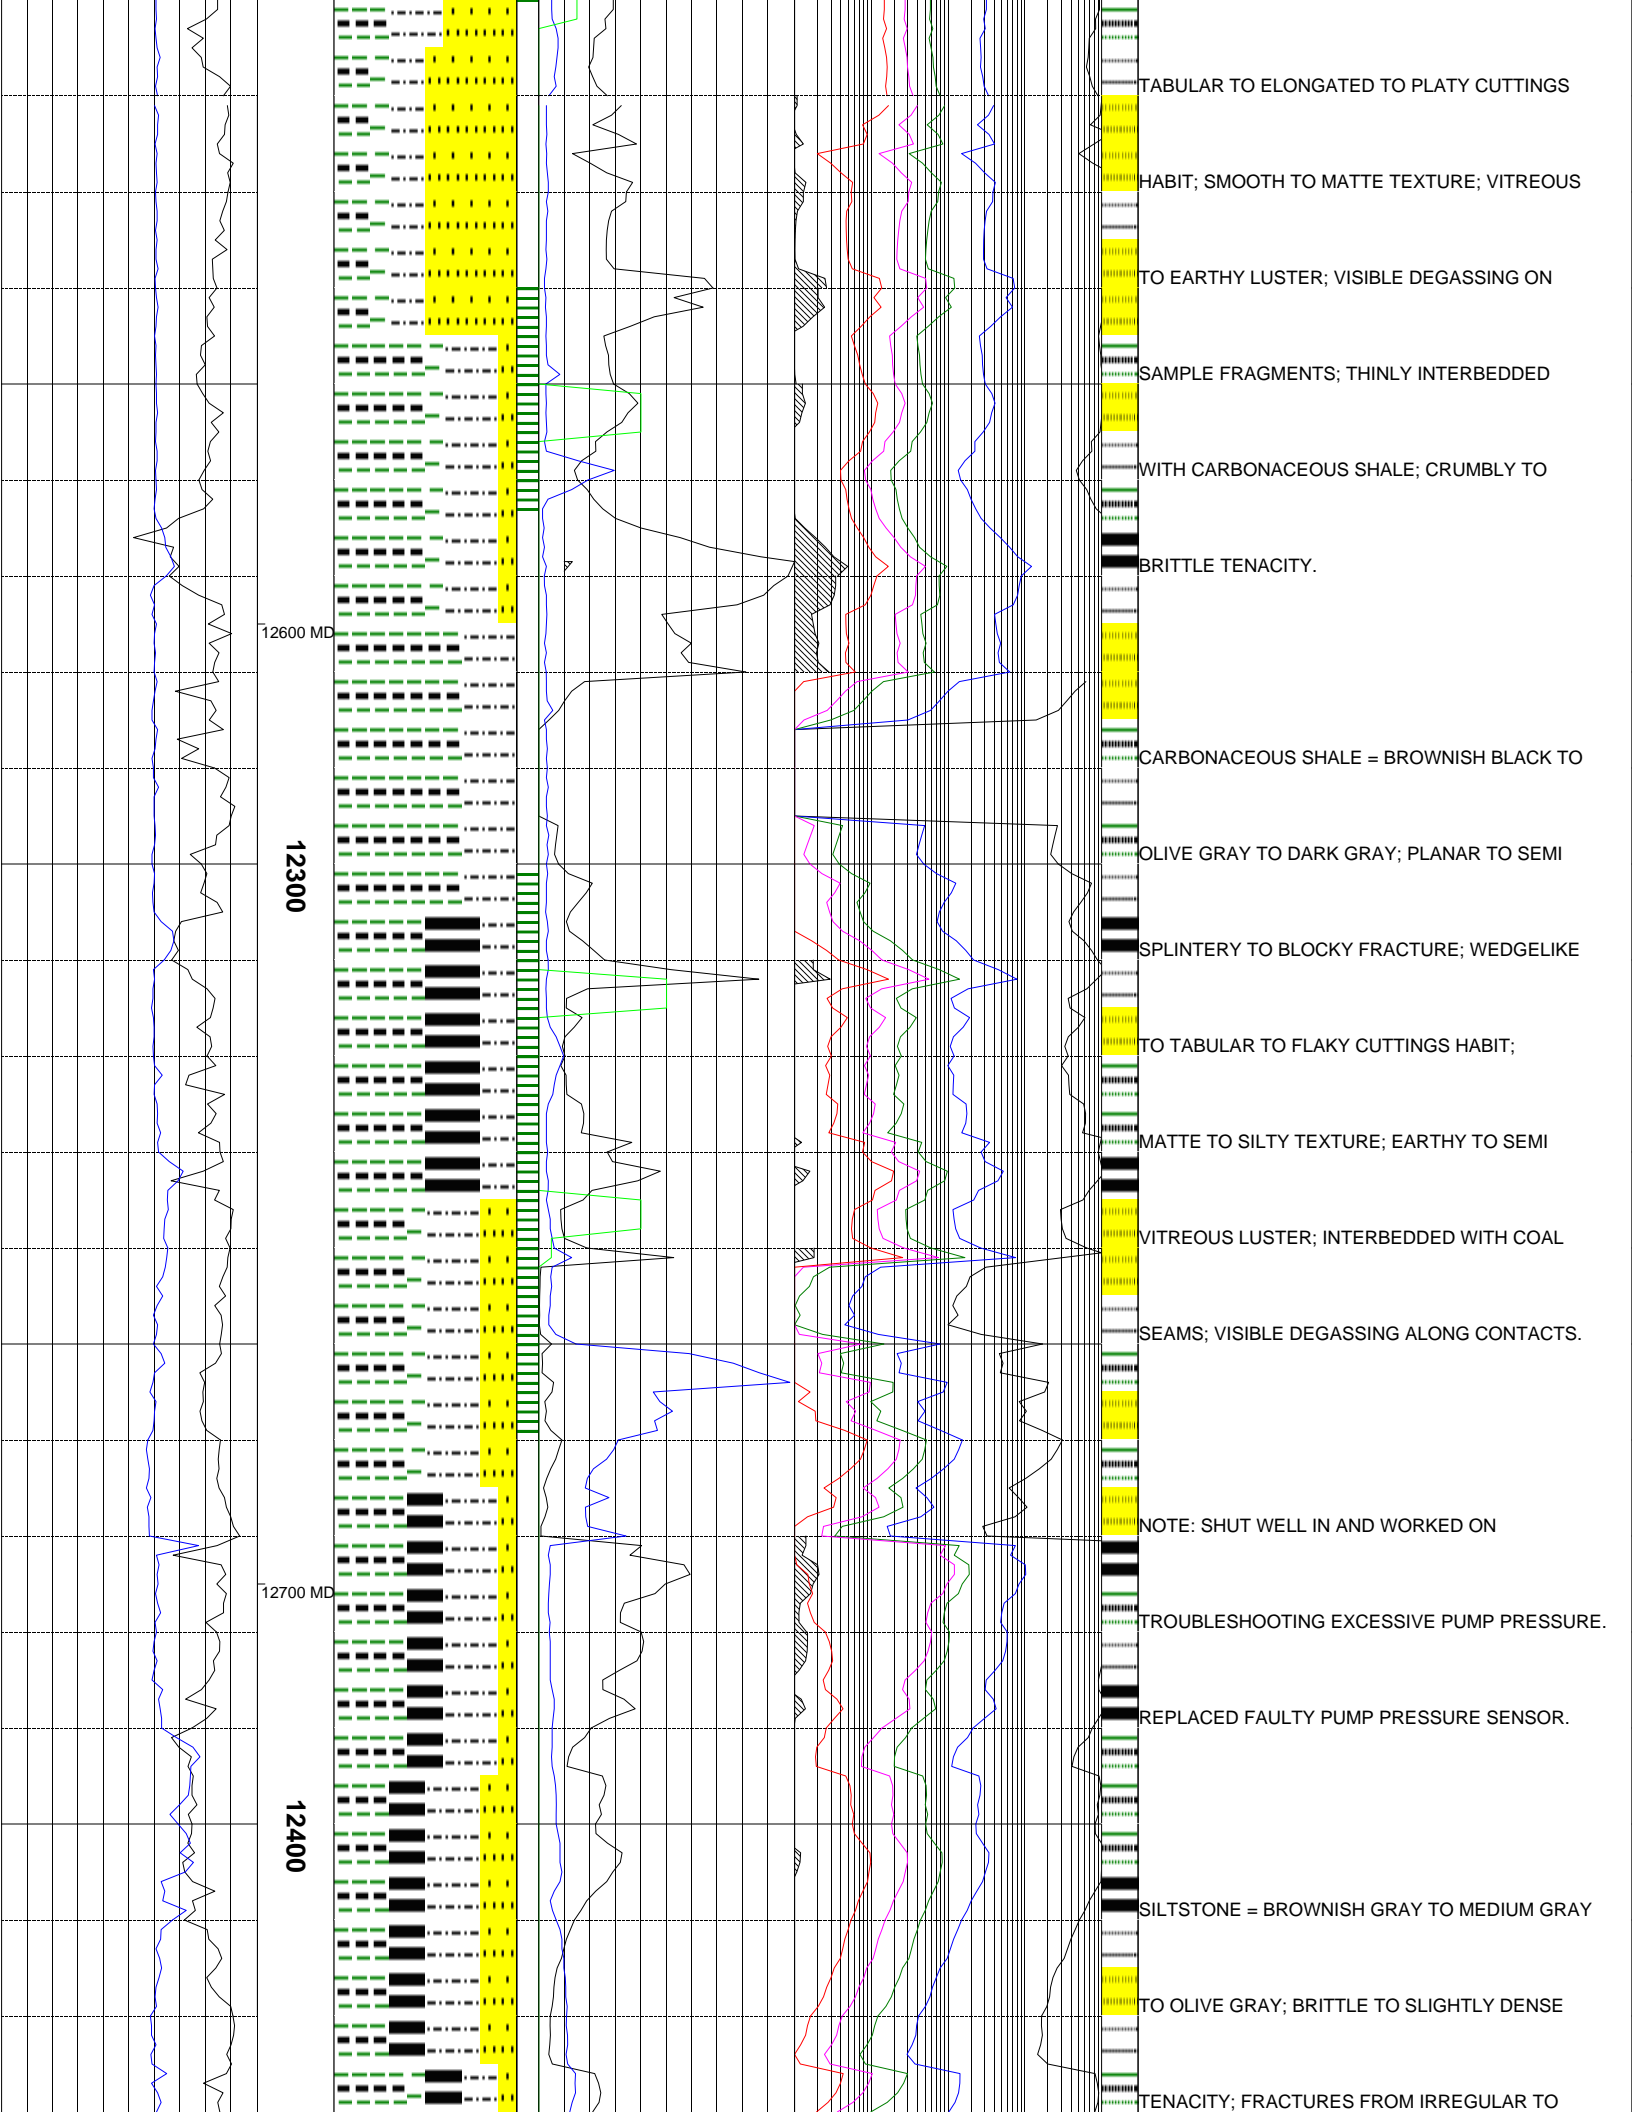 TABULAR TO ELONGATED TO PLATY CUTTINGS
HABIT; SMOOTH TO MATTE TEXTURE; VITREOUS
TO EARTHY LUSTER; VISIBLE DEGASSING ON
SAMPLE FRAGMENTS; THINLY INTERBEDDED
WITH CARBONACEOUS SHALE; CRUMBLY TO
BRITTLE TENACITY.
12600 MD
CARBONACEOUS SHALE = BROWNISH BLACK TO
12300
OLIVE GRAY TO DARK GRAY; PLANAR TO SEMI
SPLINTERY TO BLOCKY FRACTURE; WEDGELIKE
TO TABULAR TO FLAKY CUTTINGS HABIT;
MATTE TO SILTY TEXTURE; EARTHY TO SEMI
VITREOUS LUSTER; INTERBEDDED WITH COAL
SEAMS; VISIBLE DEGASSING ALONG CONTACTS.
NOTE: SHUT WELL IN AND WORKED ON
12700 MD
TROUBLESHOOTING EXCESSIVE PUMP PRESSURE.
REPLACED FAULTY PUMP PRESSURE SENSOR.
12400
SILTSTONE = BROWNISH GRAY TO MEDIUM GRAY
TO OLIVE GRAY; BRITTLE TO SLIGHTLY DENSE
TENACITY; FRACTURES FROM IRREGULAR TO